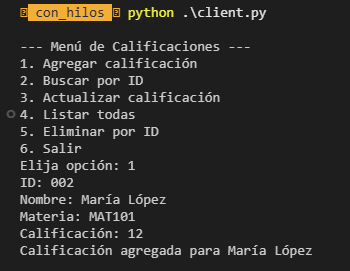 con_hilos python .\client.py
--- Menú de Calificaciones ---
1. Agregar calificación
2. Buscar por ID
3. Actualizar calificación
4. Listar todas
5. Eliminar por ID
6. Salir
Elija opción: 1
ID: 002
Nombre: María López
Materia: MAT101
Calificación: 12
Calificación agregada para María López